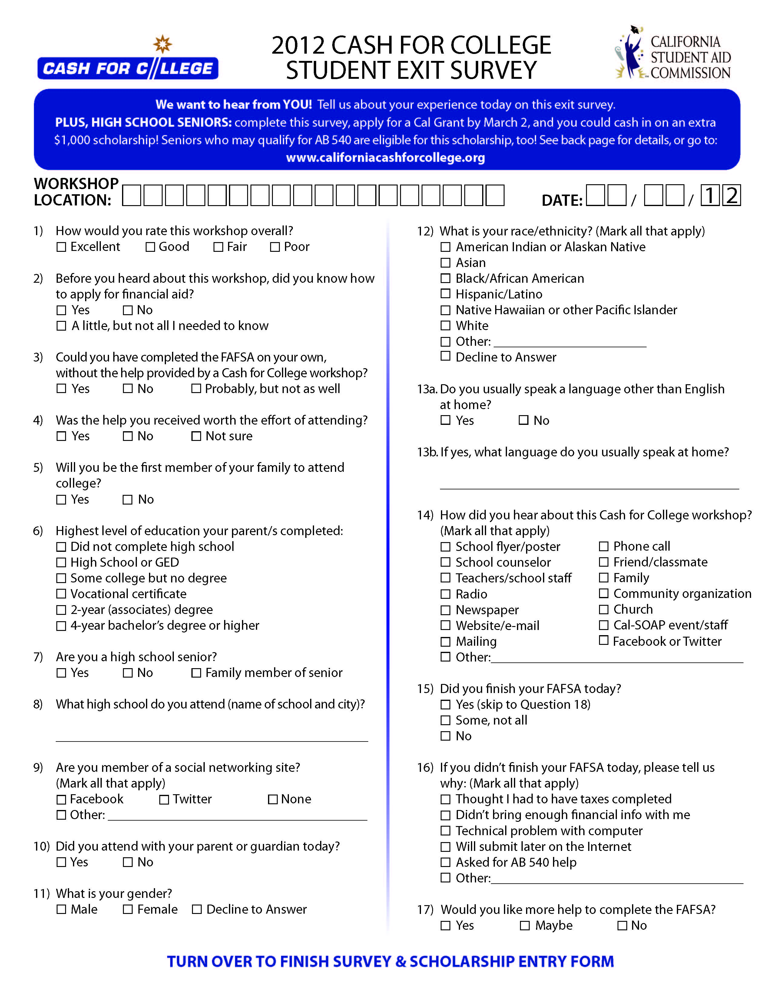 CASH FOR C//LLEGE
2012 CASH FOR COLLEGE
STUDENT EXIT SURVEY
CALIFORNIA
STUDENT AID
COMMISSION
We want to hear from YOU! Tell us about your experience today on this exit survey.
PLUS, HIGH SCHOOL SENIORS: complete this survey, apply for a Cal Grant by March 2, and you could cash in on an extra
$1,000 scholarship! Seniors who may qualify for AB 540 are eligible for this scholarship, too! See back page for details, or go to:
www.californiacashforcollege.org
WORKSHOP
LOCATION:
DATE: / / 1 2
1) How would you rate this workshop overall?
Excellent Good Fair Poor
2) Before you heard about this workshop, did you know how
to apply for financial aid?
Yes No
A little, but not all I needed to know
3) Could you have completed the FAFSA on your own,
without the help provided by a Cash for College workshop?
Yes No Probably, but not as well
4) Was the help you received worth the effort of attending?
Yes No Not sure
5) Will you be the first member of your family to attend
college?
Yes No
6) Highest level of education your parent/s completed:
Did not complete high school
High School or GED
Some college but no degree
Vocational certificate
2-year (associates) degree
4-year bachelor's degree or higher
7) Are you a high school senior?
Yes No Family member of senior
8) What high school do you attend (name of school and city)?
9) Are you member of a social networking site?
(Mark all that apply)
Facebook Twitter None
Other:
10) Did you attend with your parent or guardian today?
Yes No
11) What is your gender?
Male Female Decline to Answer
12) What is your race/ethnicity? (Mark all that apply)
American Indian or Alaskan Native
Asian
Black/African American
Hispanic/Latino
Native Hawaiian or other Pacific Islander
White
Other:
Decline to Answer
13a. Do you usually speak a language other than English
at home?
Yes No
13b. If yes, what language do you usually speak at home?
14) How did you hear about this Cash for College workshop?
(Mark all that apply)
School flyer/poster Phone call
School counselor Friend/classmate
Teachers/school staff Family
Radio Community organization
Newspaper Church
Website/e-mail Cal-SOAP event/staff
Mailing Facebook or Twitter
Other:
15) Did you finish your FAFSA today?
Yes (skip to Question 18)
Some, not all
No
16) If you didn't finish your FAFSA today, please tell us
why: (Mark all that apply)
Thought I had to have taxes completed
Didn't bring enough financial info with me
Technical problem with computer
Will submit later on the Internet
Asked for AB 540 help
Other:
17) Would you like more help to complete the FAFSA?
Yes Maybe No
TURN OVER TO FINISH SURVEY & SCHOLARSHIP ENTRY FORM